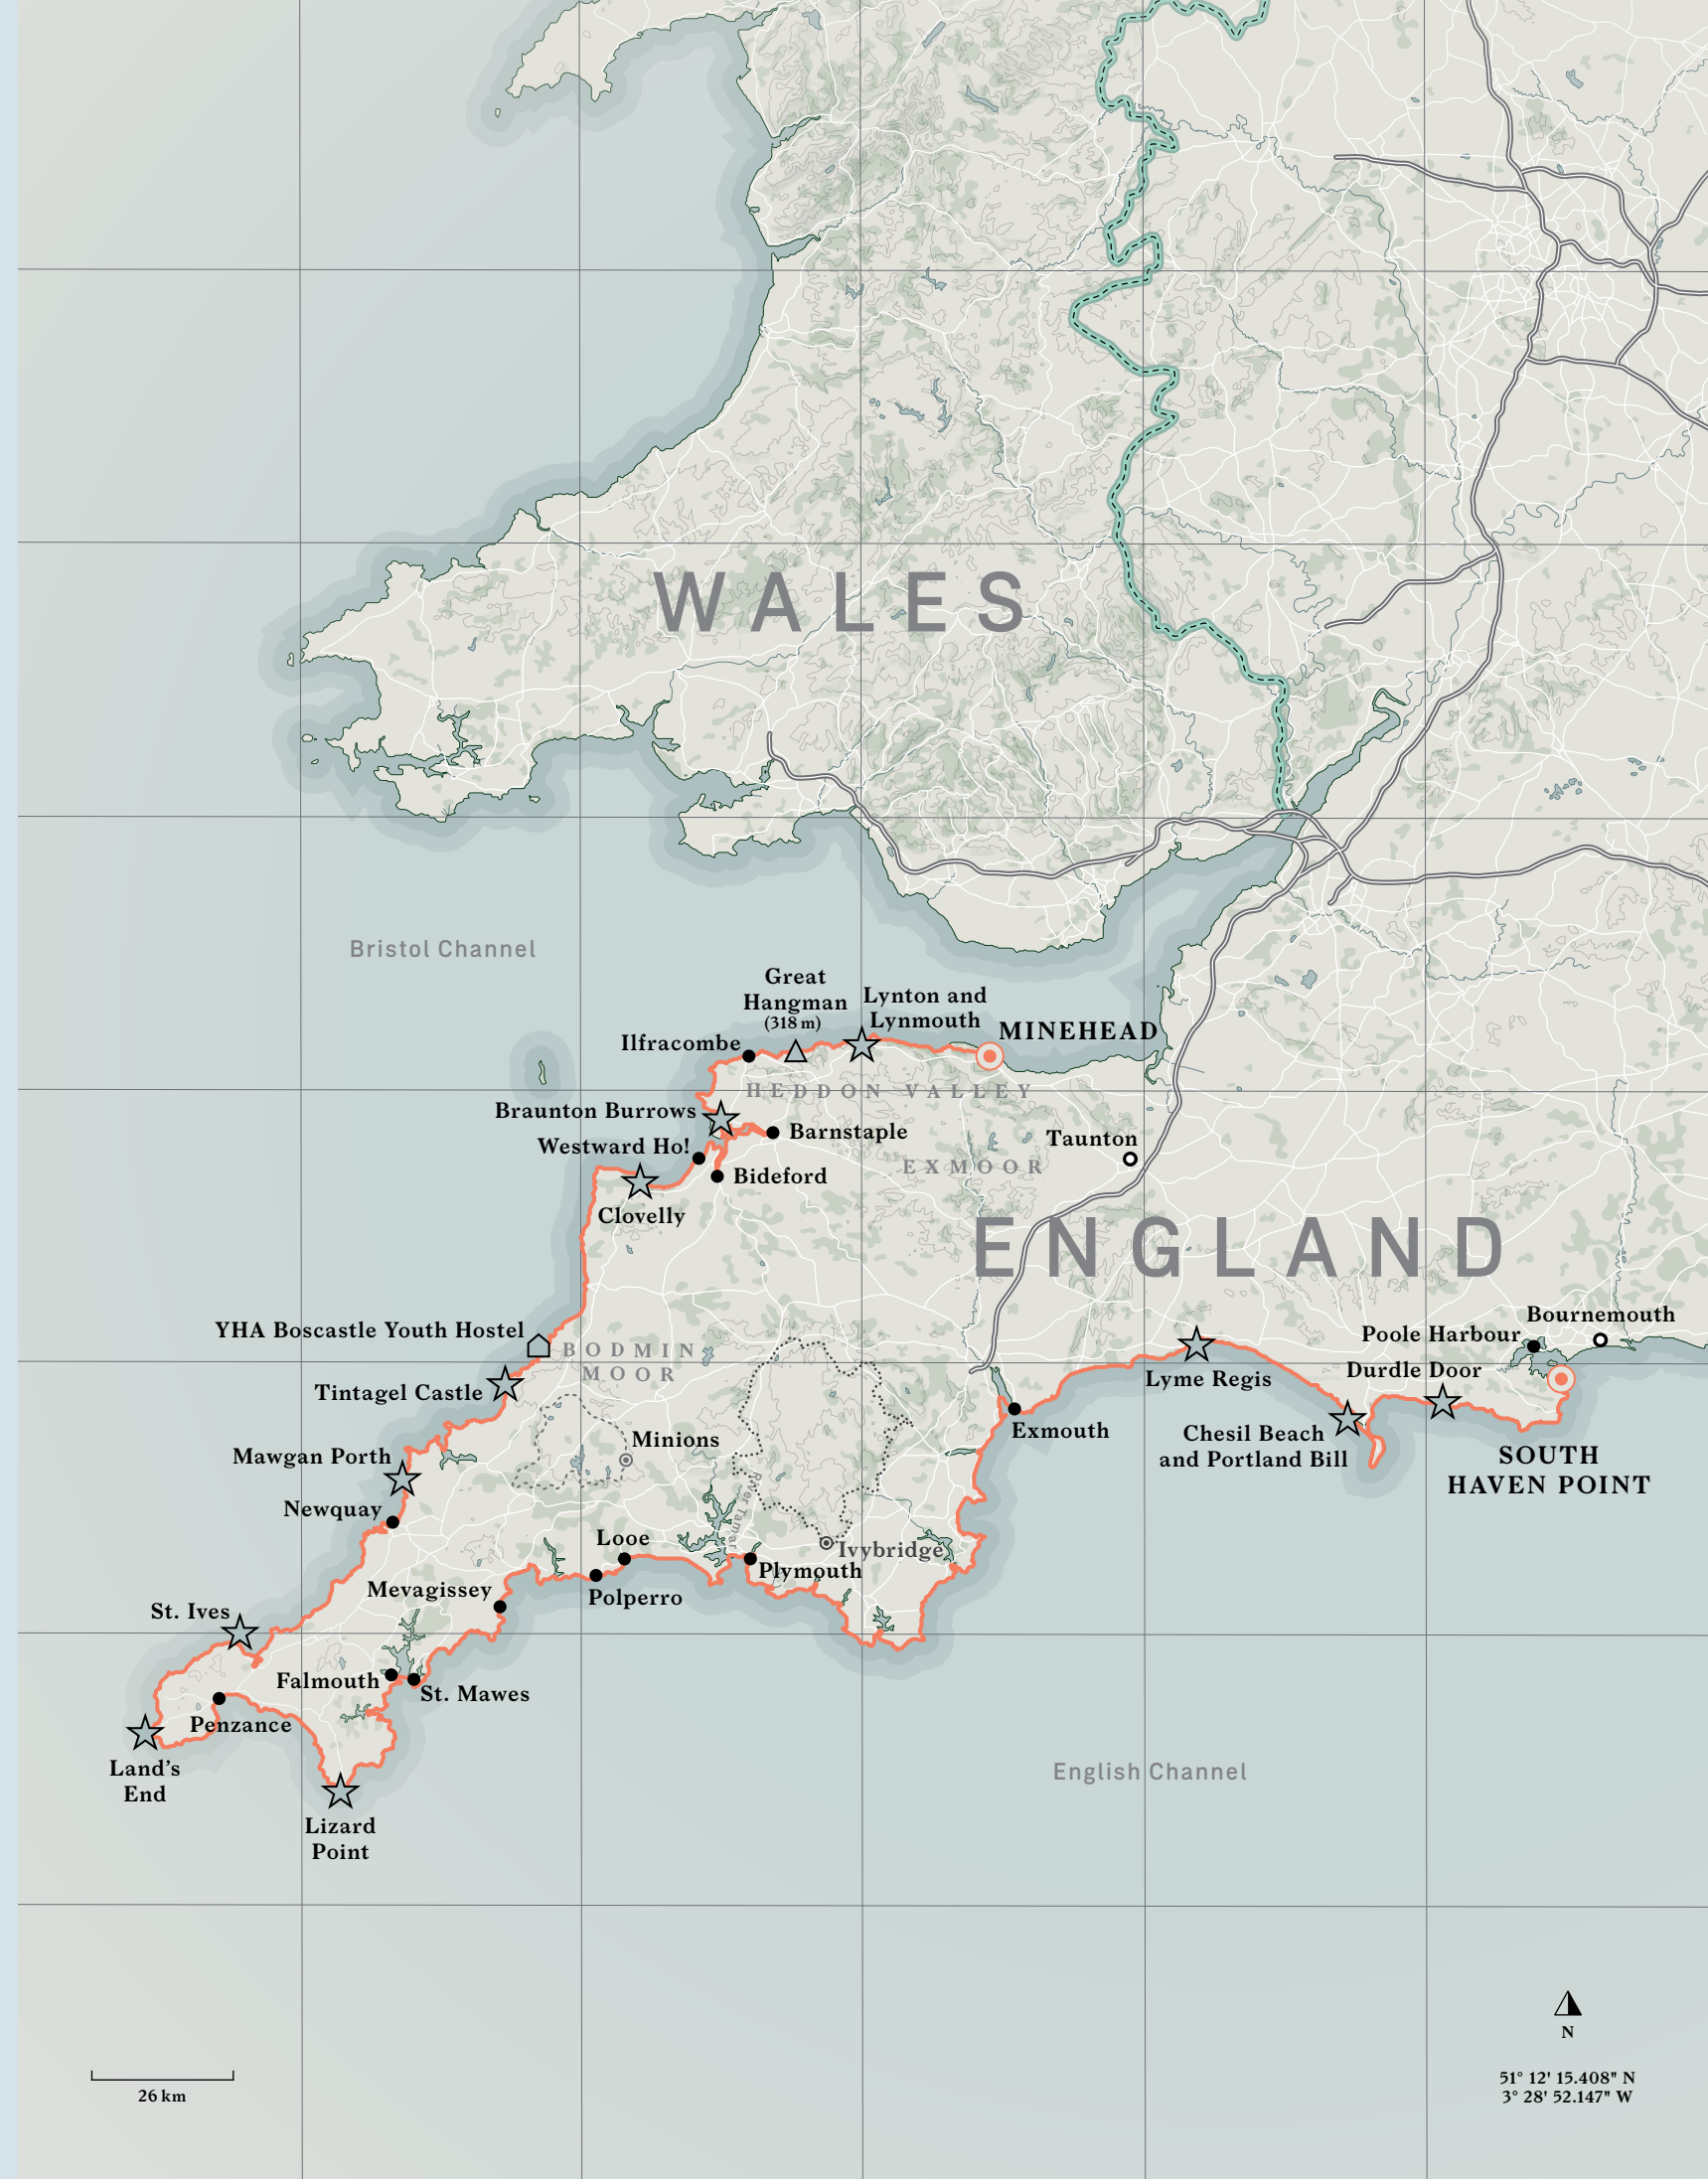 WALES
Bristol Channel
Great
Hangman
(318 m)
Lynton and
Lynmouth
MINEHEAD
Ilfracombe
HEDDON VALLEY
Braunton Burrows
Barnstaple
Taunton
Westward Ho!
EXMOOR
Bideford
Clovelly
ENGLAND
Bournemouth
YHA Boscastle Youth Hostel
Poole Harbour
BODMIN
MOOR
Durdle Door
Lyme Regis
Tintagel Castle
Exmouth
Chesil Beach
and Portland Bill
Minions
Mawgan Porth
SOUTH
HAVEN POINT
Newquay
River Tamar
Looe
Ivybridge
Plymouth
Mevagissey
Polperro
St. Ives
Falmouth
St. Mawes
Penzance
Land's
End
English Channel
Lizard
Point
N
26 km
51° 12' 15.408" N
3° 28' 52.147" W